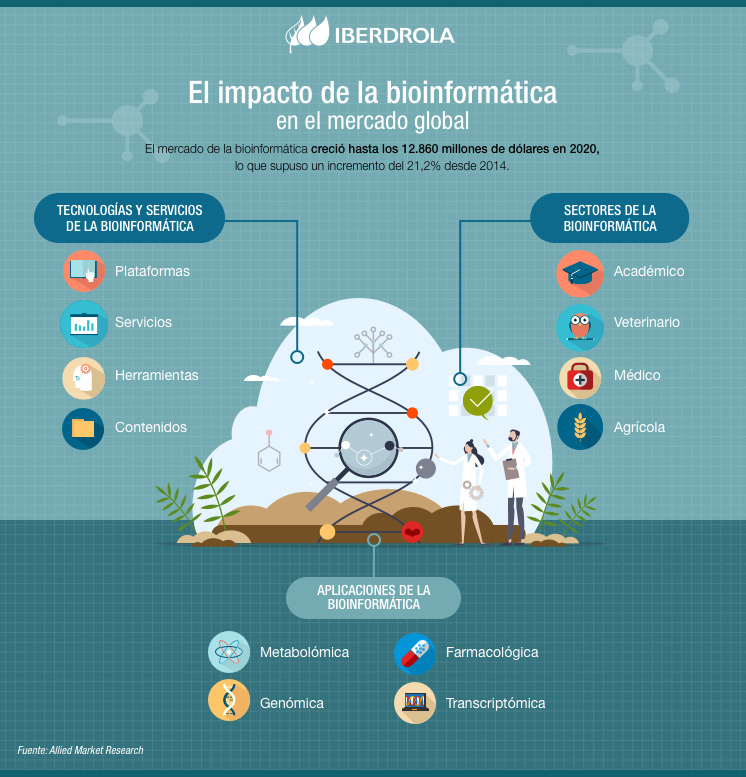 IBERDROLA
El impacto de la bioinformática
en el mercado global
El mercado de la bioinformática creció hasta los 12.860 millones de dólares en 2020,
lo que supuso un incremento del 21,2% desde 2014.
TECNOLOGÍAS Y SERVICIOS
DE LA BIOINFORMÁTICA
Plataformas
Servicios
Herramientas
Contenidos
SECTORES DE LA
BIOINFORMÁTICA
Académico
Veterinario
Médico
Agrícola
APLICACIONES DE LA
BIOINFORMÁTICA
Metabolómica
Farmacológica
Genómica
Transcriptómica
Fuente: Allied Market Research